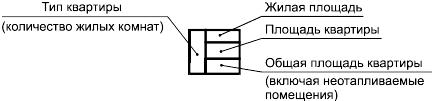 Тип квартиры
(количество жилых комнат)
Жилая площадь
Площадь квартиры
Общая площадь квартиры
(включая неотапливаемые
помещения)